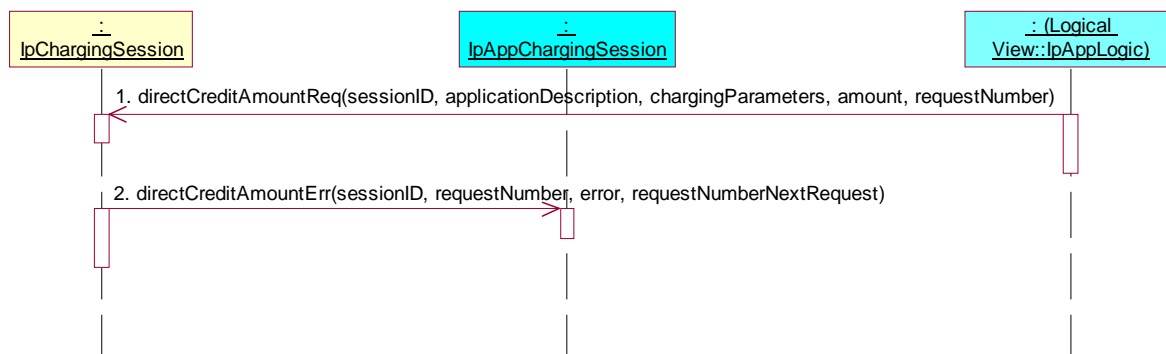 :
IpChargingSession
:
IpAppChargingSession
: (Logical
View::IpAppLogic)
1. directCreditAmountReq(sessionID, applicationDescription, chargingParameters, amount, requestNumber)
2. directCreditAmountErr(sessionID, requestNumber, error, requestNumberNextRequest)